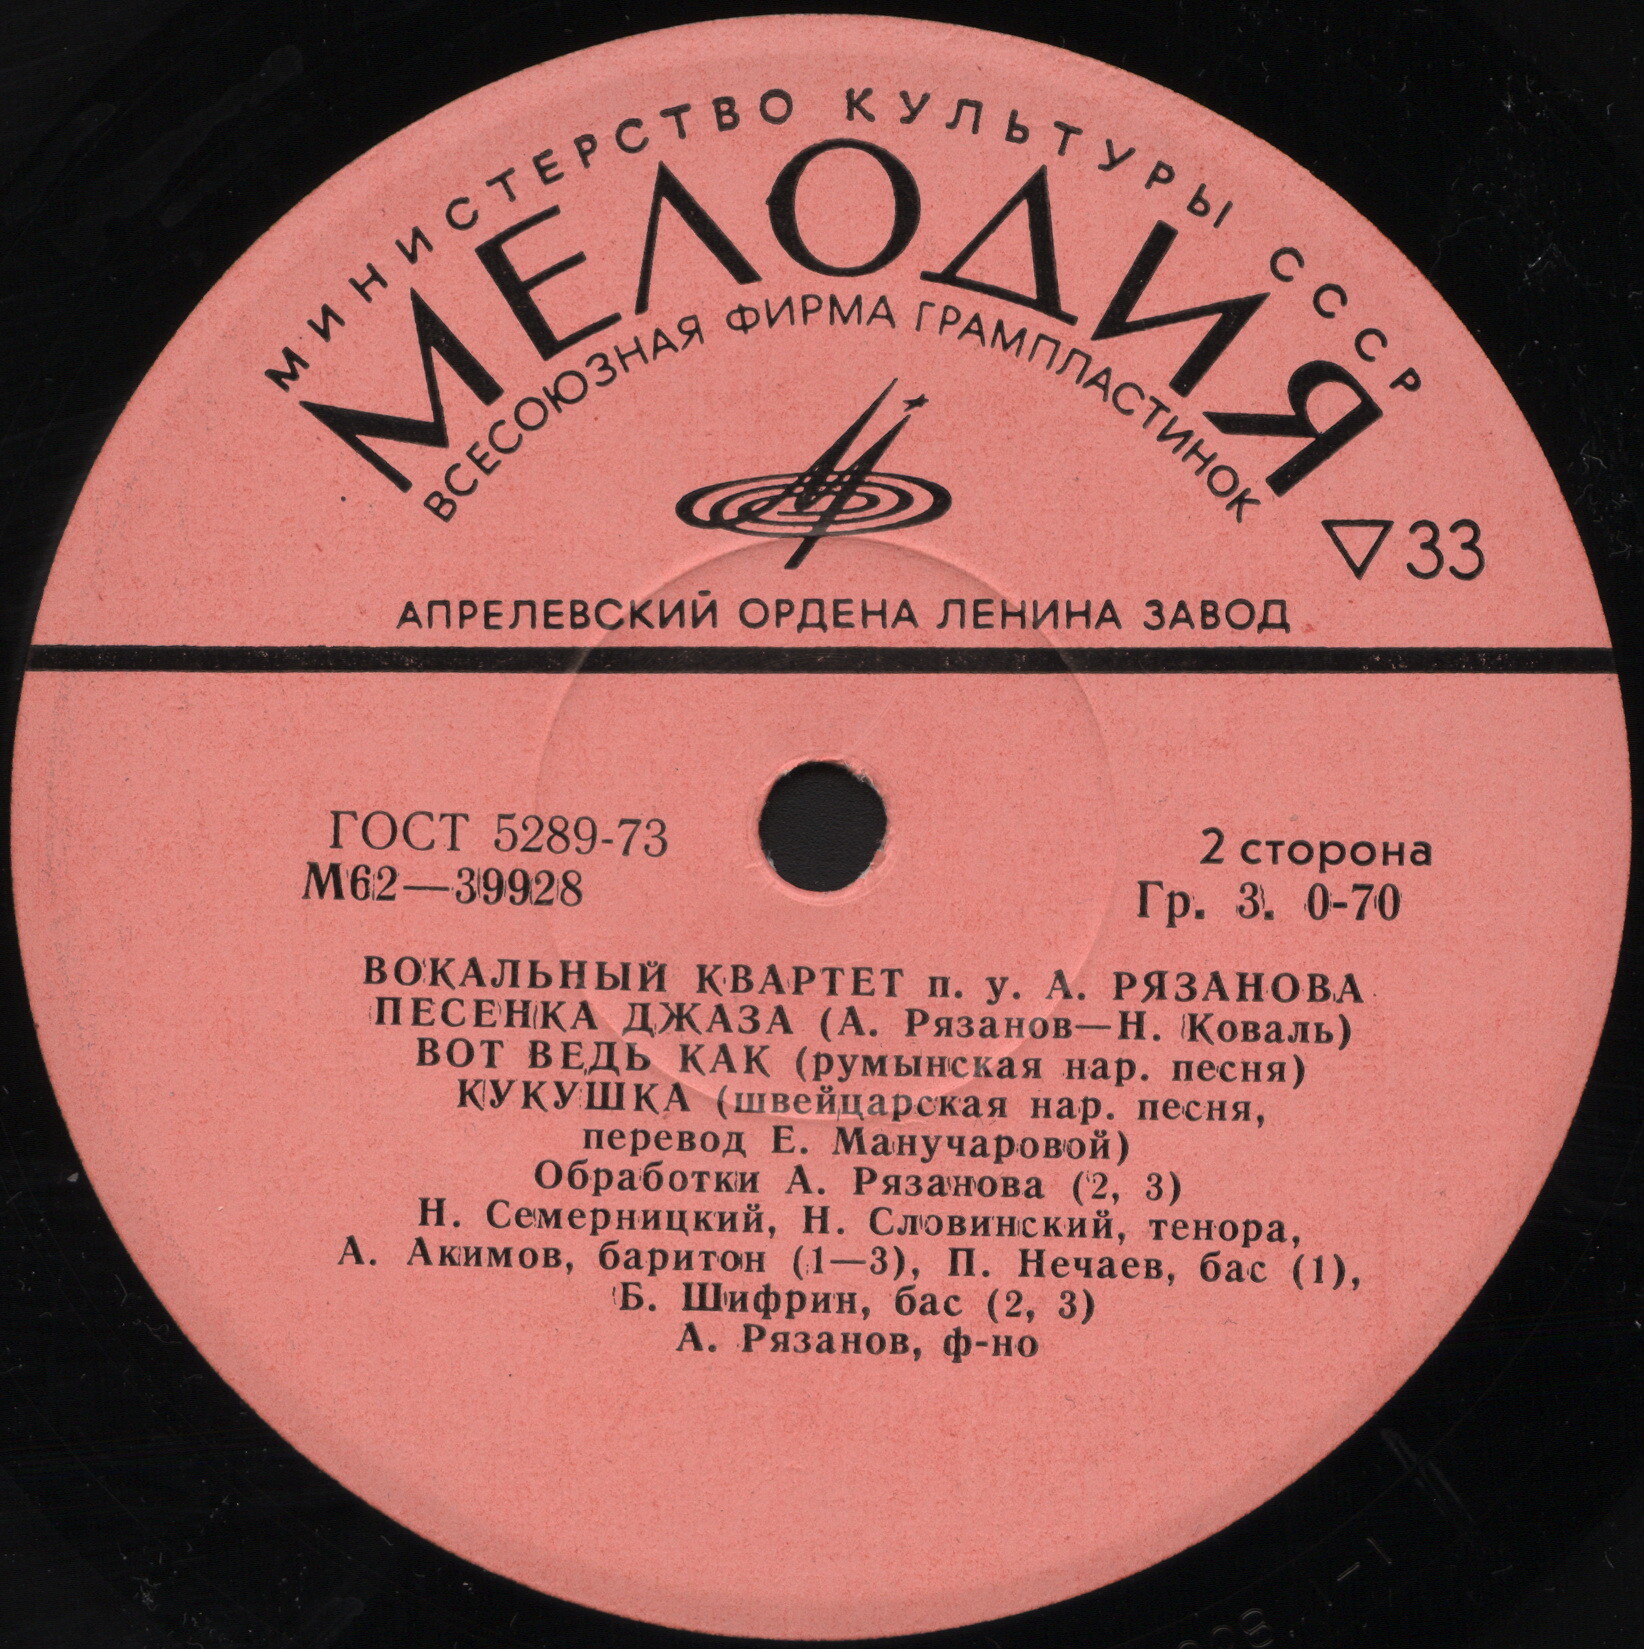 МИНИСТЕРСТВО КУЛЬТУРЫ СССР
МЕЛОДИЯ
ВСЕСОЮЗНАЯ ФИРМА ГРАМПЛАСТИНОК
33
АПРЕЛЕВСКИЙ ОРДЕНА ЛЕНИНА ЗАВОД
ГОСТ 5289-73
М62—39928
2 сторона
Гр. 3. 0-70
ВОКАЛЬНЫЙ КВАРТЕТ п. у. А. РЯЗАНОВА
ПЕСЕНКА ДЖАЗА (А. Рязанов—Н. Коваль)
ВОТ ВЕДЬ КАК (румынская нар. песня)
КУКУШКА (швейцарская нар. песня,
перевод Е. Манучаровой)
Обработки А. Рязанова (2, 3)
Н. Семерницкий, Н. Словинский, тенора,
А. Акимов, баритон (1—3), П. Нечаев, бас (1),
Б. Шифрин, бас (2, 3)
А. Рязанов, ф-но